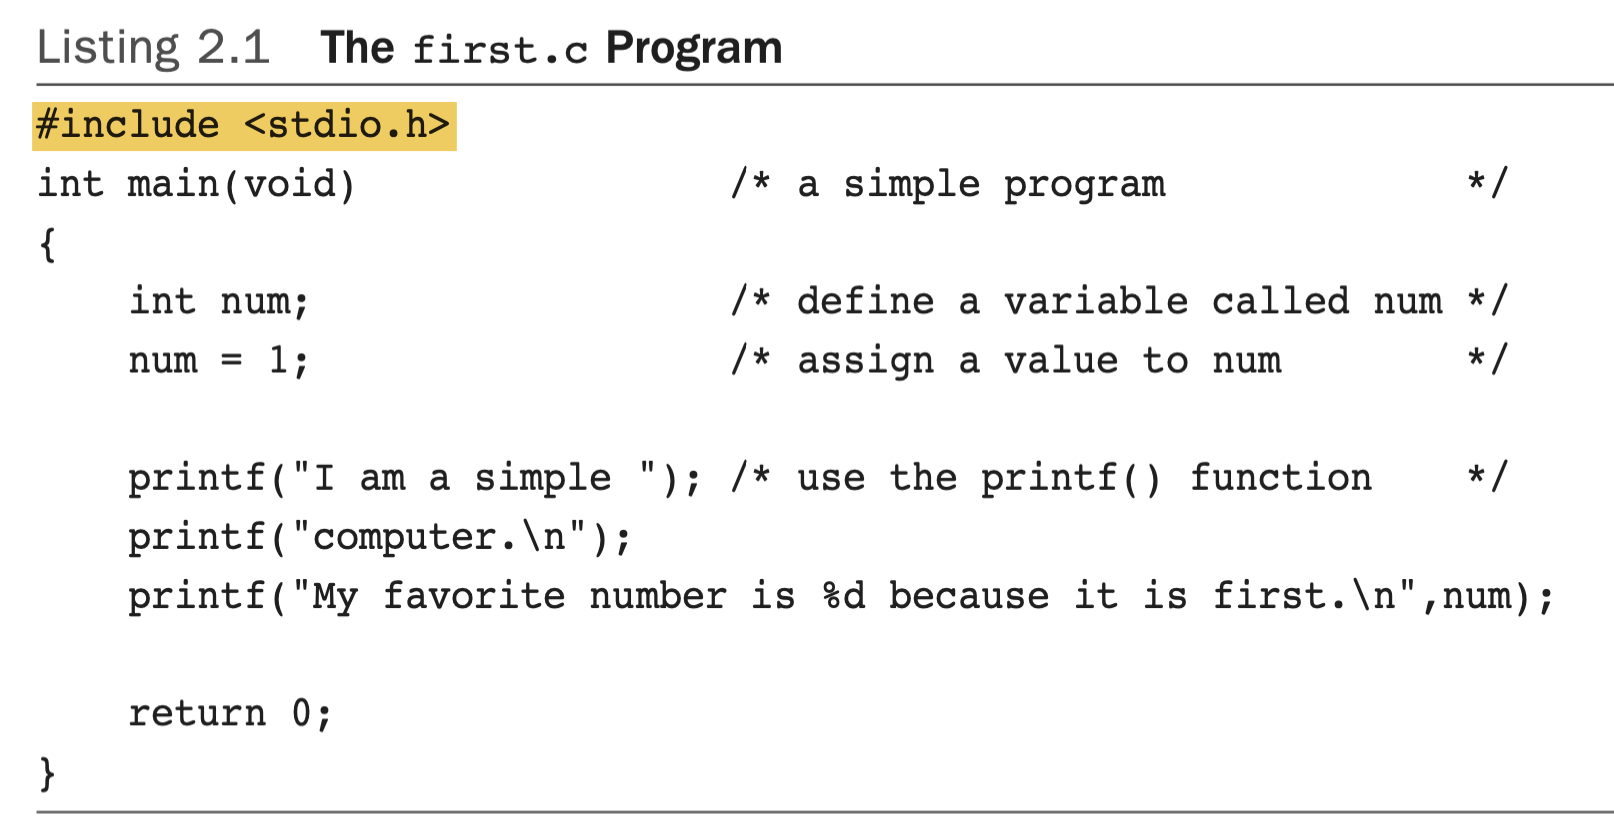 Listing 2.1 The first.c Program
#include <stdio.h>
int main(void)                /* a simple program             */
{
    int num;                  /* define a variable called num */
    num = 1;                  /* assign a value to num        */
    printf("I am a simple "); /* use the printf() function    */
    printf("computer.\n");
    printf("My favorite number is %d because it is first.\n",num);
    return 0;
}